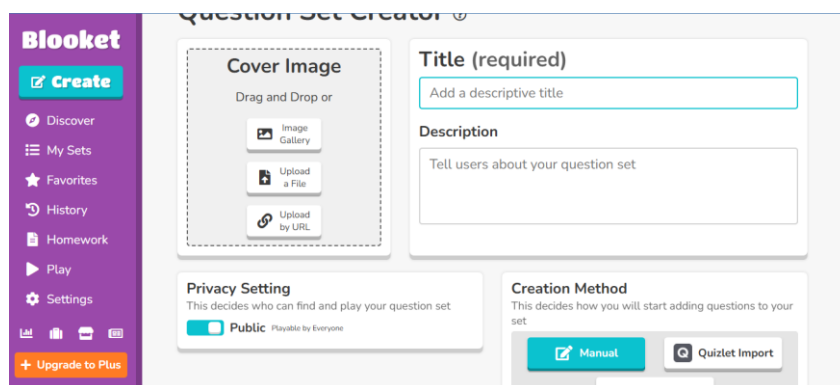 Blooket
Create
Discover
My Sets
Favorites
History
Homework
Play
Settings
Upgrade to Plus
Question Set Creator
Cover Image
Drag and Drop or
Image
Gallery
Upload
a File
Upload
by URL
Title (required)
Add a descriptive title
Description
Tell users about your question set
Privacy Setting
This decides who can find and play your question set
Public Playable by Everyone
Creation Method
This decides how you will start adding questions to your
set
Manual
Q Quizlet Import